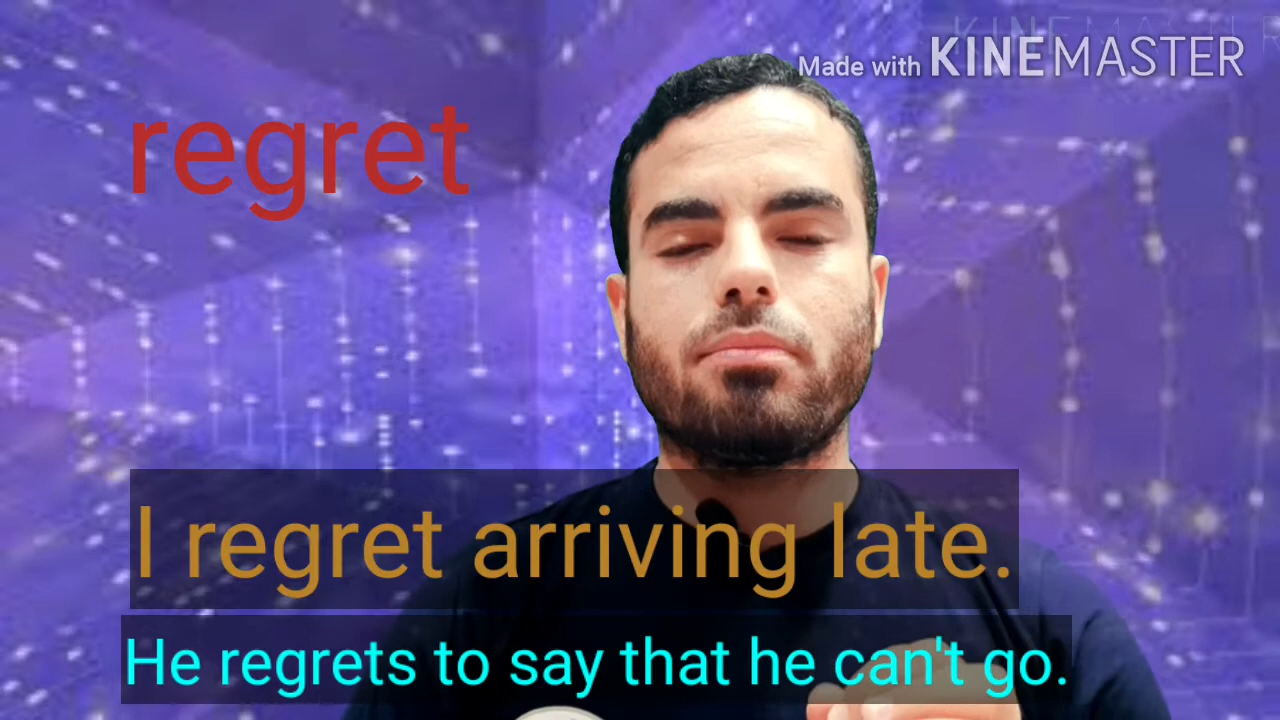 Made with KINEMASTER
regret
I regret arriving late.
He regrets to say that he can't go.